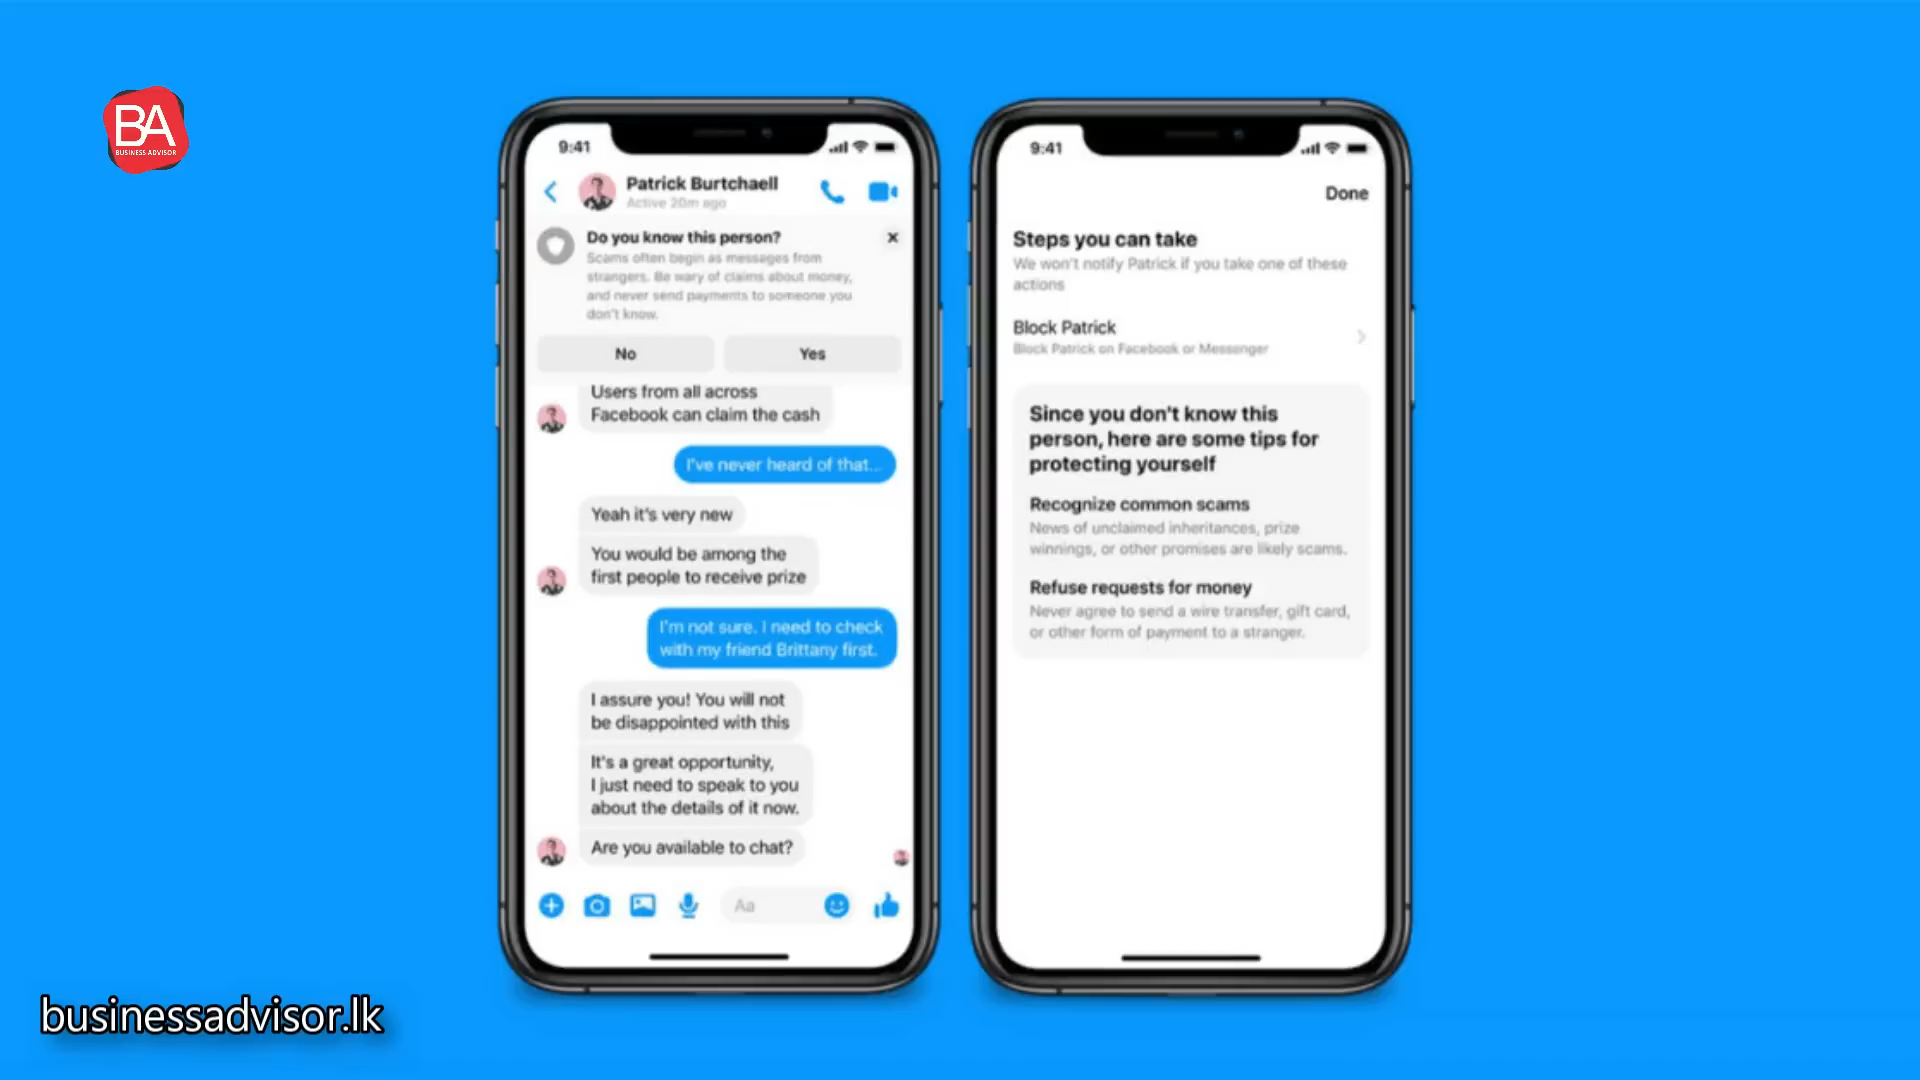 BA
BUSINESS ADVISOR
9:41
Patrick Burtchaell
Active 20m ago
Do you know this person?
Scams often begin as messages from
strangers. Be wary of claims about money,
and never send payments to someone you
don't know.
No
Yes
Users from all across
Facebook can claim the cash
I've never heard of that...
Yeah it's very new
You would be among the
first people to receive prize
I'm not sure. I need to check
with my friend Brittany first.
I assure you! You will not
be disappointed with this
It's a great opportunity,
I just need to speak to you
about the details of it now.
Are you available to chat?
Aa
9:41
Done
Steps you can take
We won't notify Patrick if you take one of these
actions
Block Patrick
Block Patrick on Facebook or Messenger
Since you don't know this
person, here are some tips for
protecting yourself
Recognize common scams
News of unclaimed inheritances, prize
winnings, or other promises are likely scams.
Refuse requests for money
Never agree to send a wire transfer, gift card,
or other form of payment to a stranger.
businessadvisor.lk